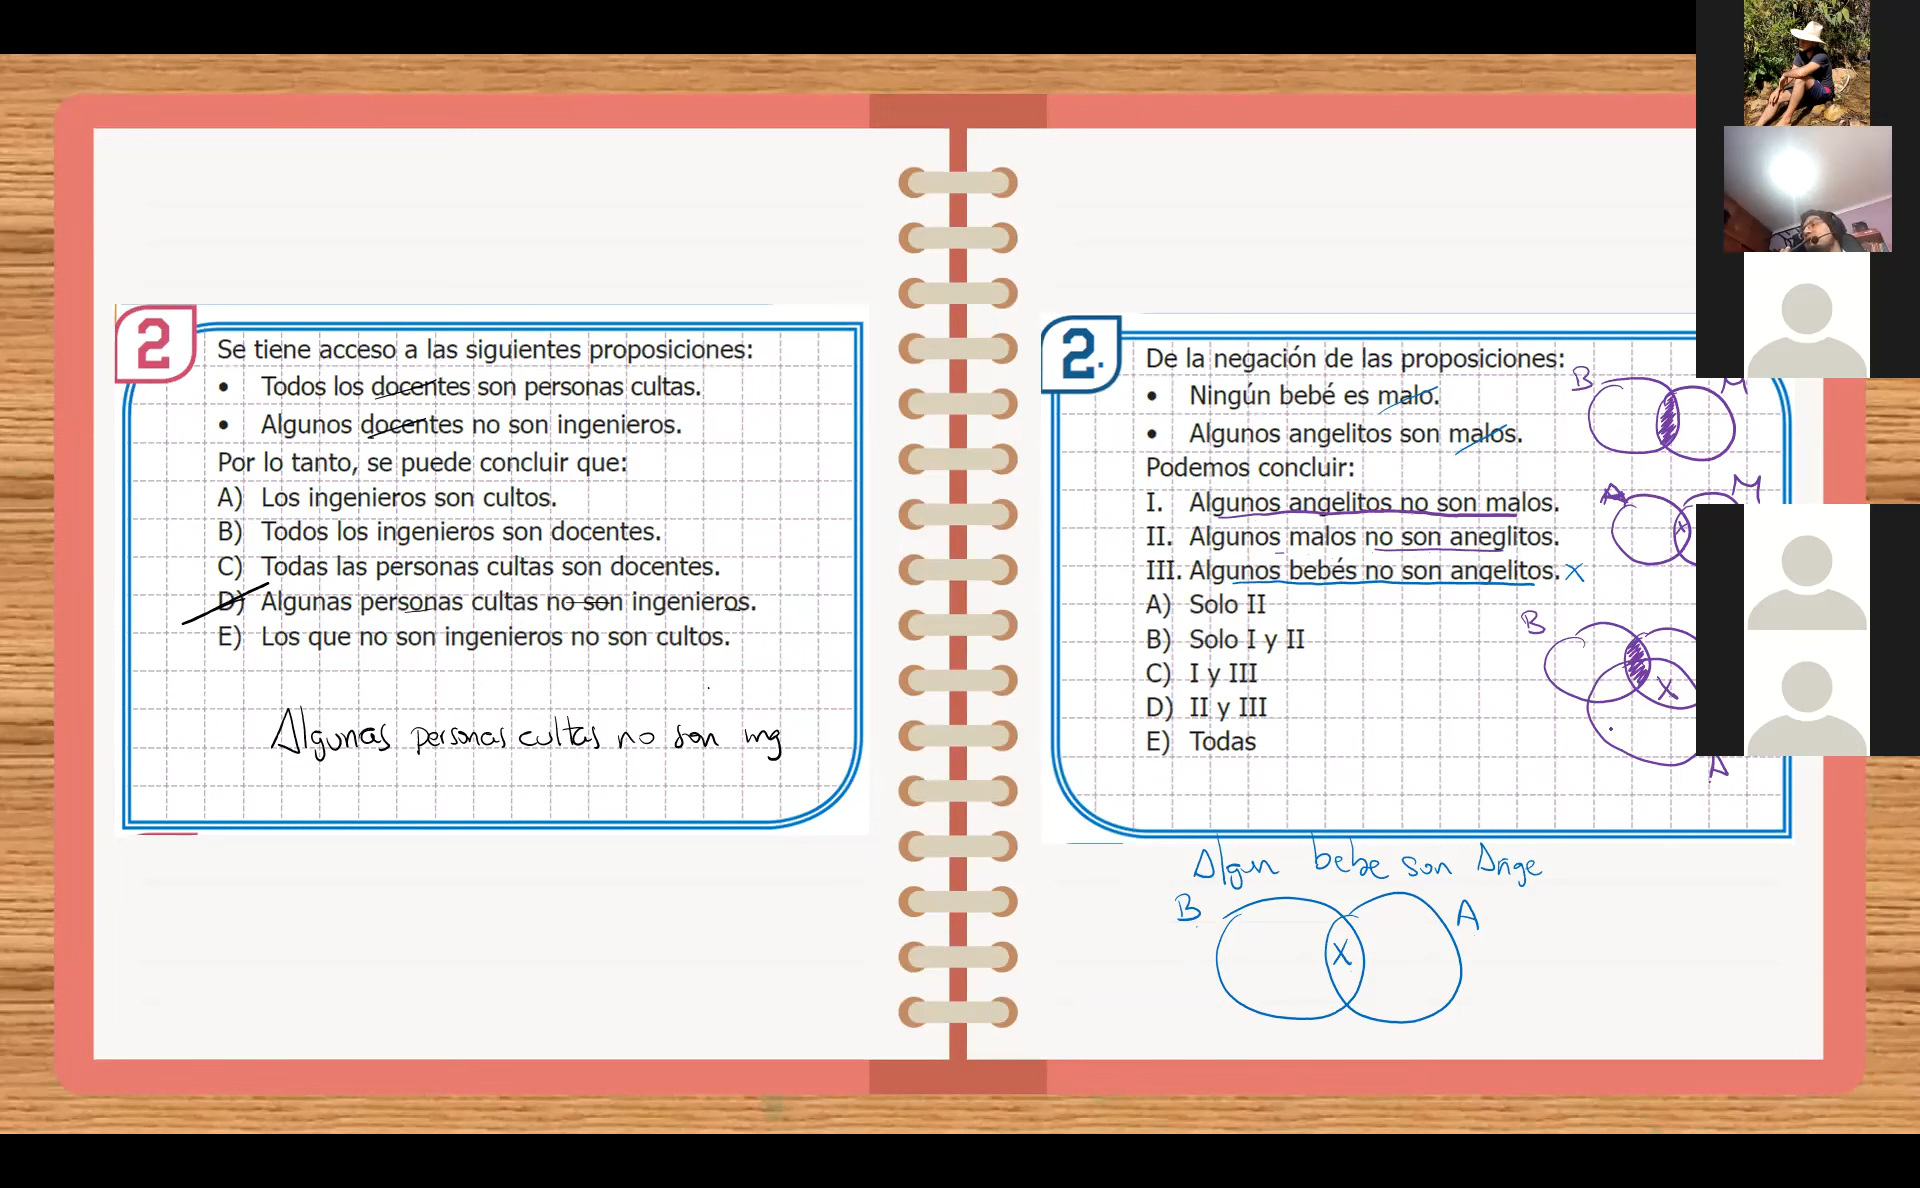 2
Se tiene acceso a las siguientes proposiciones:
• Todos los docentes son personas cultas.
• Algunos docentes no son ingenieros.
Por lo tanto, se puede concluir que:
A) Los ingenieros son cultos.
B) Todos los ingenieros son docentes.
C) Todas las personas cultas son docentes.
D) Algunas personas cultas no son ingenieros.
E) Los que no son ingenieros no son cultos.
Algunas personas cultas no son ing
2.
De la negación de las proposiciones:
• Ningún bebé es malo.
• Algunos angelitos son malos.
Podemos concluir:
I. Algunos angelitos no son malos.
II. Algunos malos no son aneglitos.
III. Algunos bebés no son angelitos. X
A) Solo II
B) Solo I y II
C) I y III
D) II y III
E) Todas
B M
A M
X
B
X
A
Algun bebe son Ange
B A
X